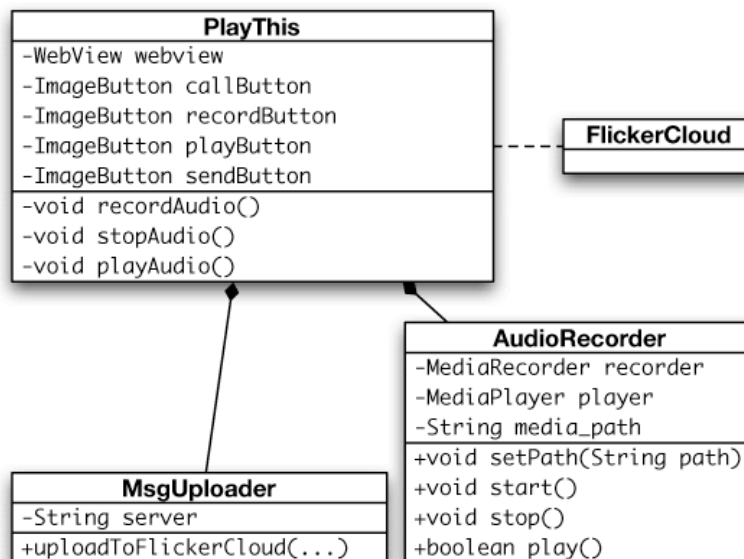 PlayThis
-WebView webview
-ImageButton callButton
-ImageButton recordButton
-ImageButton playButton
-ImageButton sendButton
-void recordAudio()
-void stopAudio()
-void playAudio()
FlickerCloud
AudioRecorder
-MediaRecorder recorder
-MediaPlayer player
-String media_path
+void setPath(String path)
+void start()
+void stop()
+boolean play()
MsgUploader
-String server
+uploadToFlickerCloud(...)